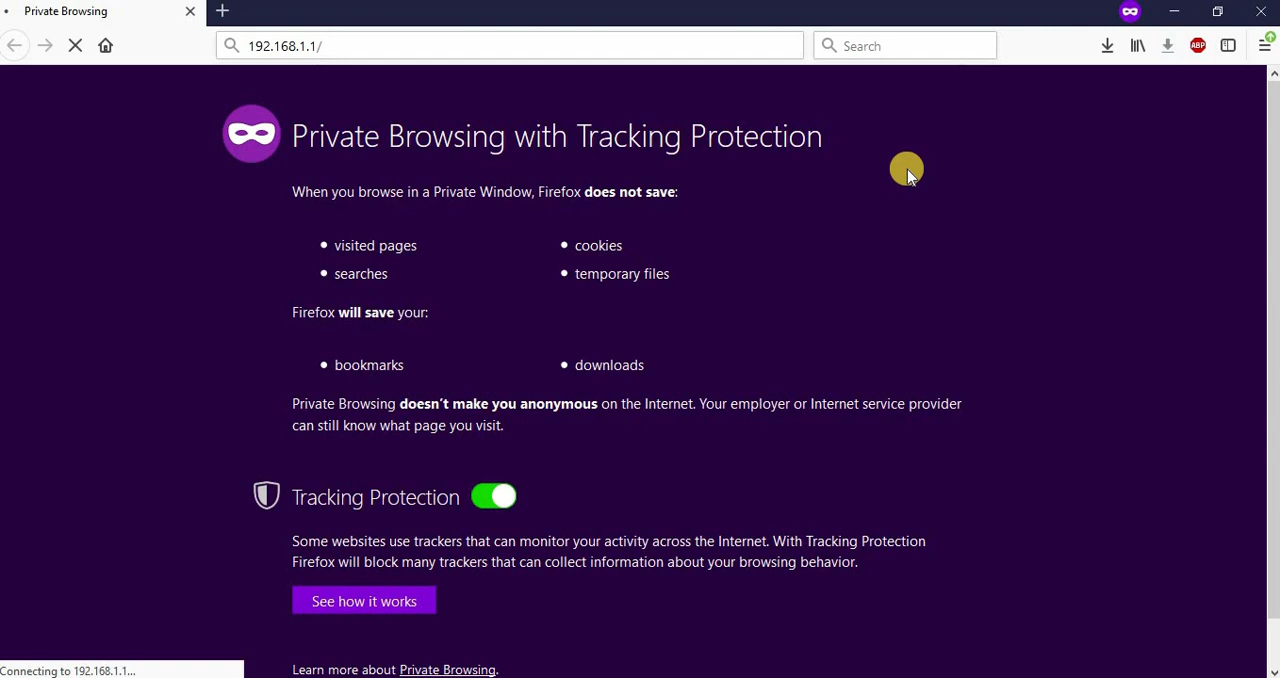 Private Browsing
192.168.1.1/
Search
ABP
Private Browsing with Tracking Protection
When you browse in a Private Window, Firefox does not save:
visited pages
cookies
searches
temporary files
Firefox will save your:
bookmarks
downloads
Private Browsing doesn't make you anonymous on the Internet. Your employer or Internet service provider
can still know what page you visit.
Tracking Protection
Some websites use trackers that can monitor your activity across the Internet. With Tracking Protection
Firefox will block many trackers that can collect information about your browsing behavior.
See how it works
Learn more about Private Browsing.
Connecting to 192.168.1.1...